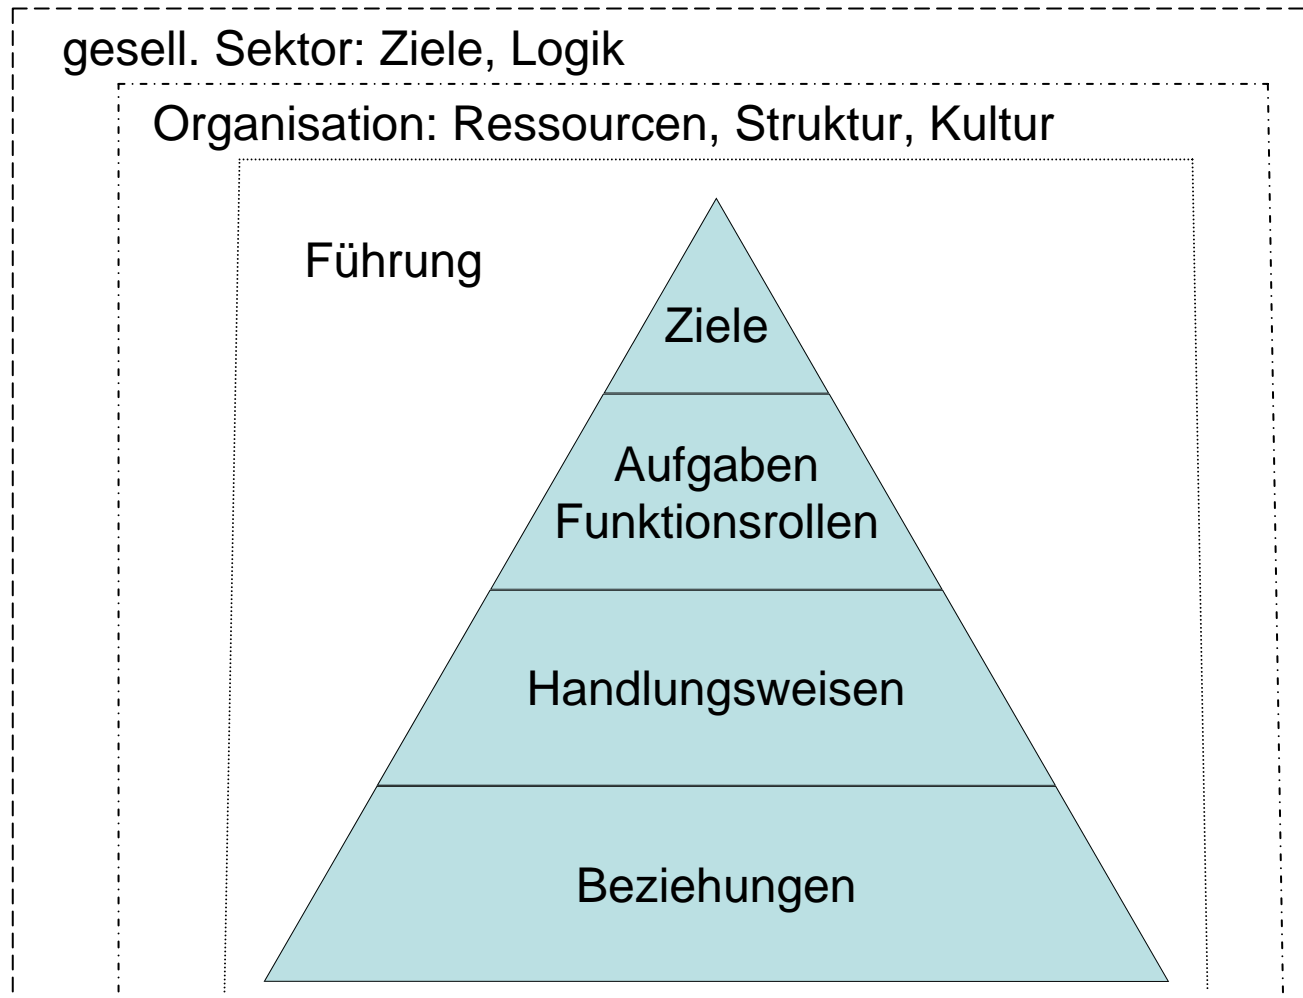 gesell. Sektor: Ziele, Logik
Organisation: Ressourcen, Struktur, Kultur
Führung
Ziele
Aufgaben
Funktionsrollen
Handlungsweisen
Beziehungen